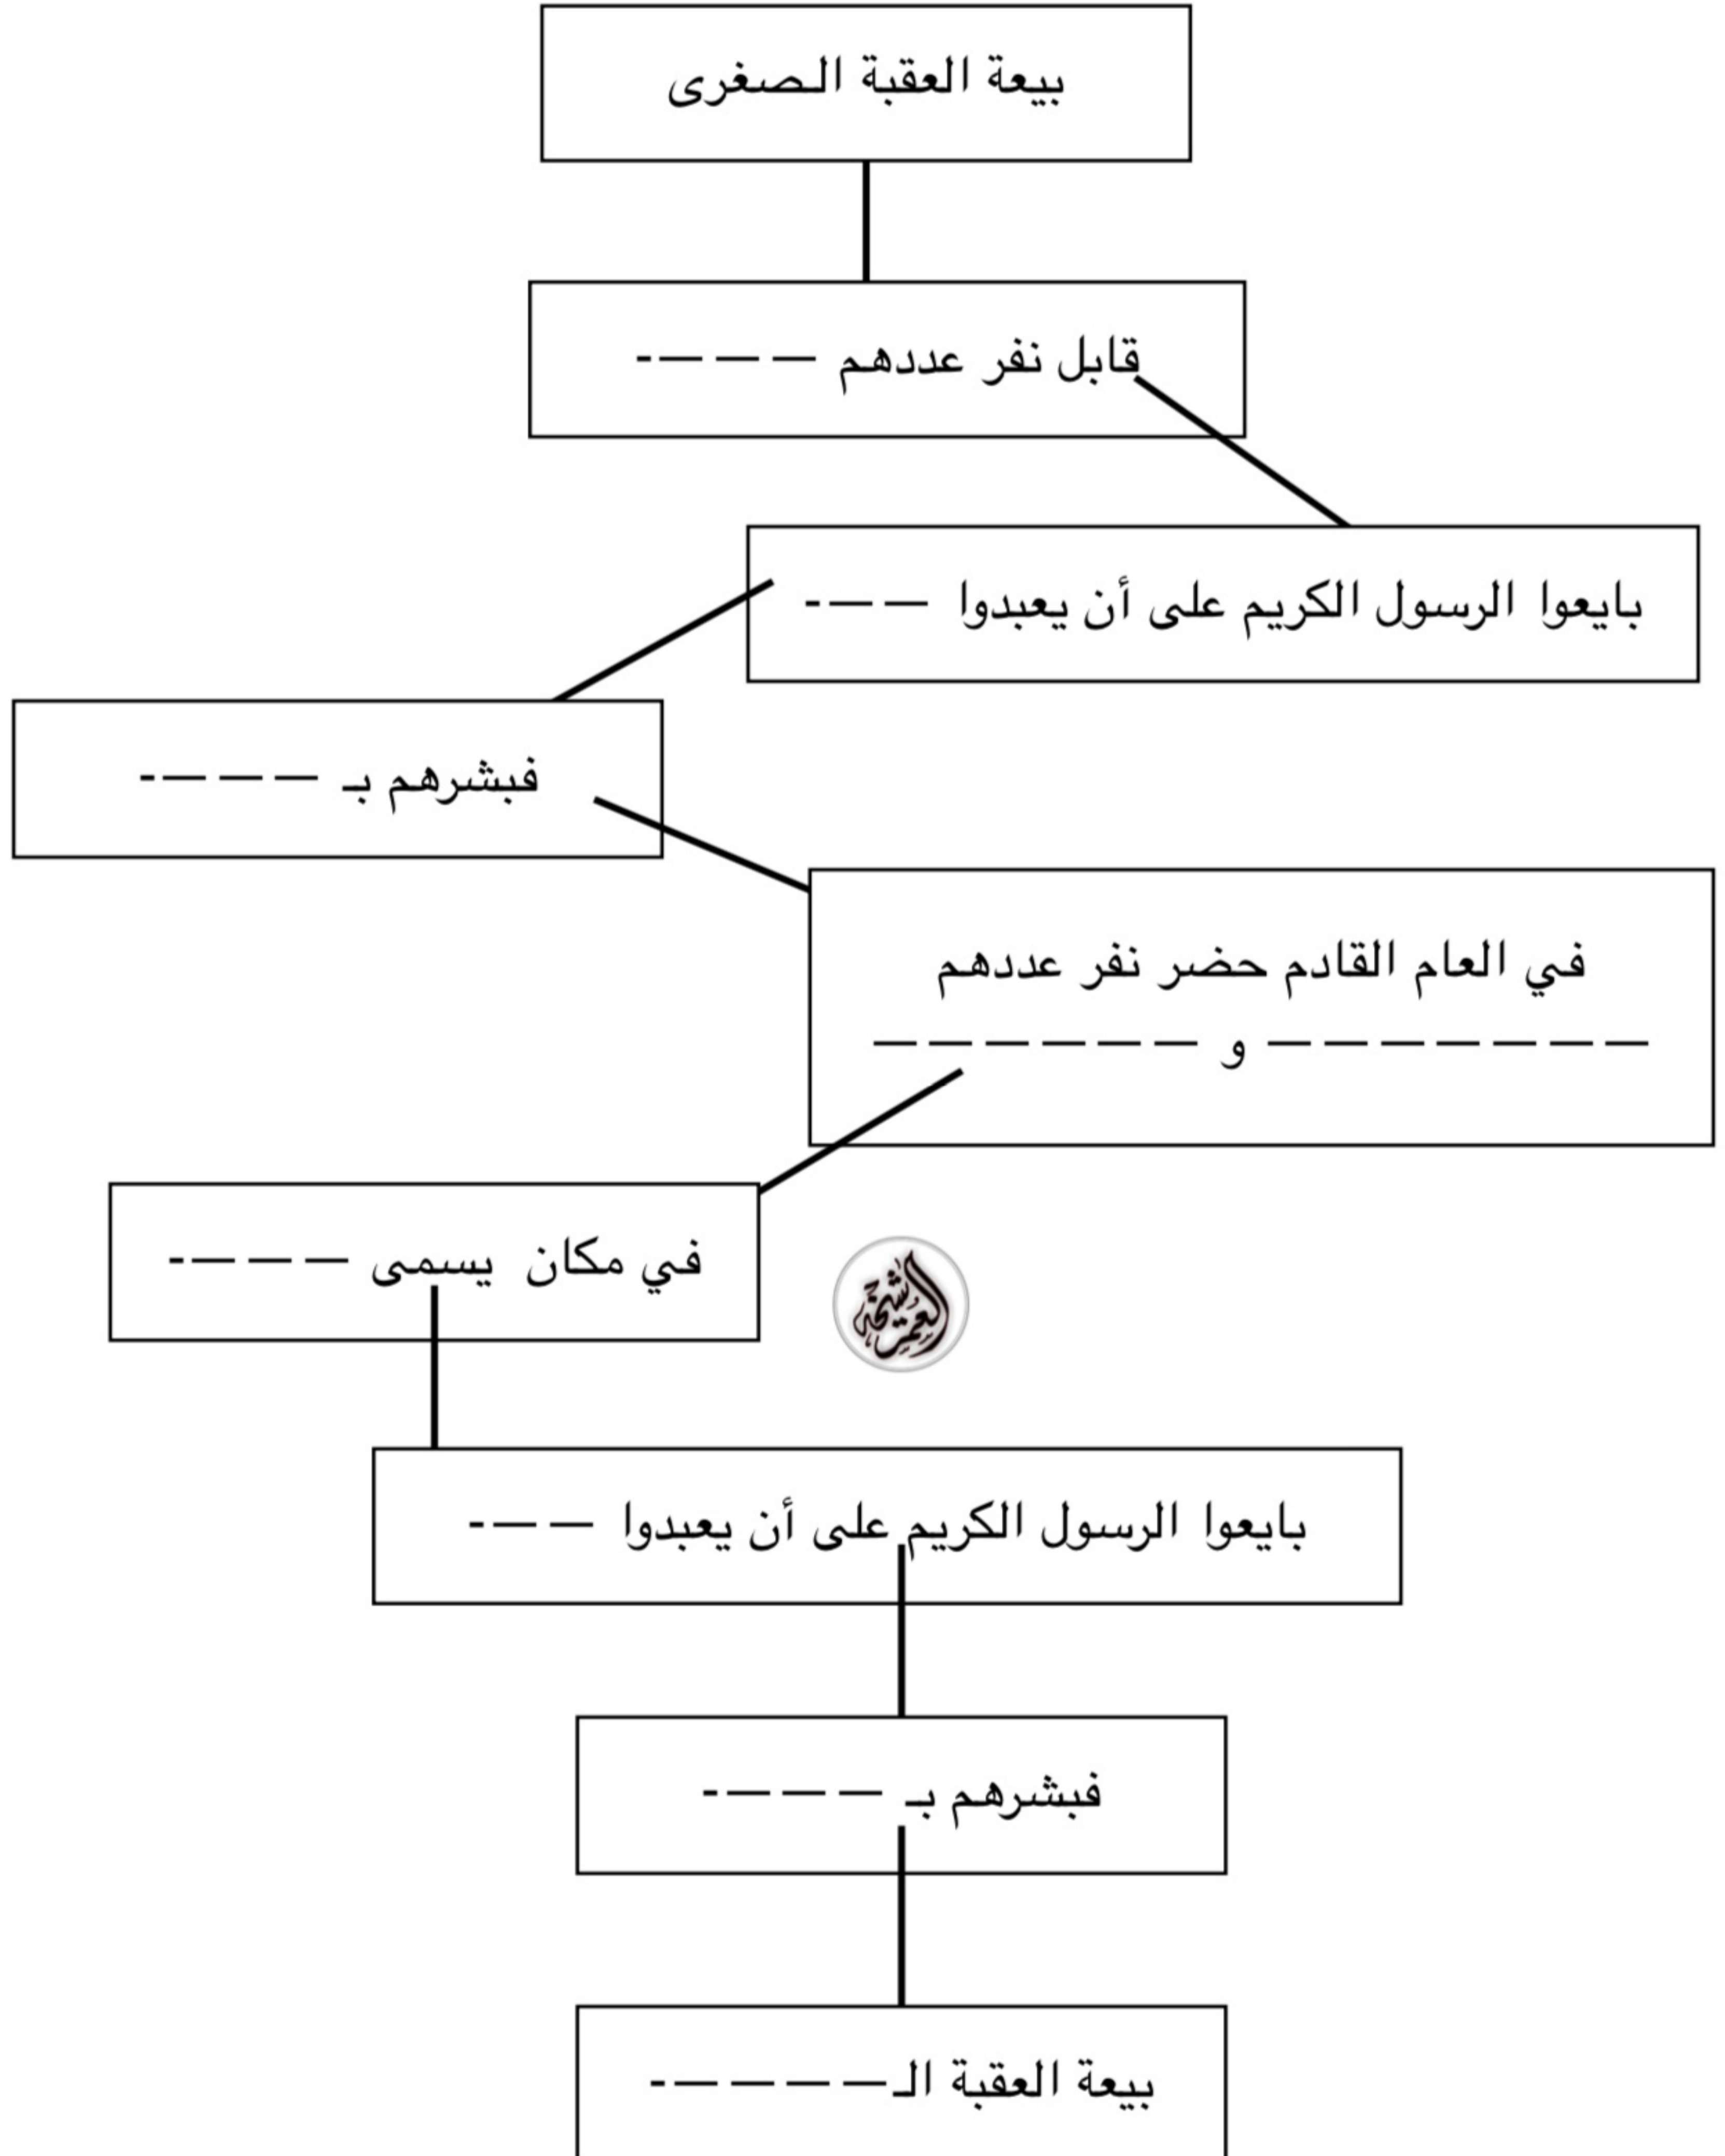 بيعة العقبة الصغرى
قابل نفر عددهم — — —-
بايعوا الرسول الكريم على أن يعبدوا — —-
فبشرهم بـ — — —-
في العام القادم حضر نفر عددهم
— — — — — — — و — — — — — —
في مكان يسمى — — —-
بايعوا الرسول الكريم على أن يعبدوا — —-
فبشرهم بـ — — —-
بيعة العقبة الـ— — — —-